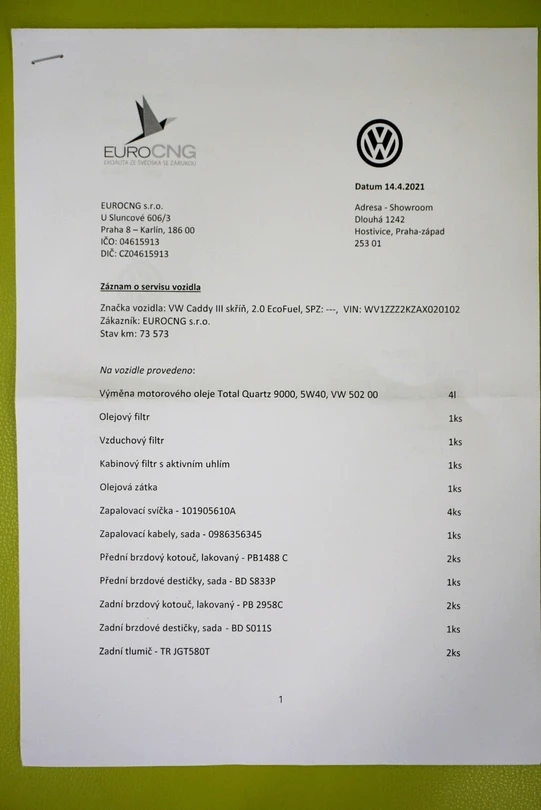 EUROCNG
KVALITA ZE ŠVÉDSKA SE ZÁRUKOU
Datum 14.4.2021
EUROCNG s.r.o.
U Sluncové 606/3
Praha 8 – Karlín, 186 00
IČO: 04615913
DIČ: CZ04615913
Adresa - Showroom
Dlouhá 1242
Hostivice, Praha-západ
253 01
Záznam o servisu vozidla
Značka vozidla: VW Caddy III skříň, 2.0 EcoFuel, SPZ: ---, VIN: WV1ZZZ2KZAX020102
Zákazník: EUROCNG s.r.o.
Stav km: 73 573
Na vozidle provedeno:
Výměna motorového oleje Total Quartz 9000, 5W40, VW 502 00 4l
Olejový filtr 1ks
Vzduchový filtr 1ks
Kabinový filtr s aktivním uhlím 1ks
Olejová zátka 1ks
Zapalovací svíčka - 101905610A 4ks
Zapalovací kabely, sada - 0986356345 1ks
Přední brzdový kotouč, lakovaný - PB1488 C 2ks
Přední brzdové destičky, sada - BD S833P 1ks
Zadní brzdový kotouč, lakovaný - PB 2958C 2ks
Zadní brzdové destičky, sada - BD S011S 1ks
Zadní tlumič - TR JGT580T 2ks
1